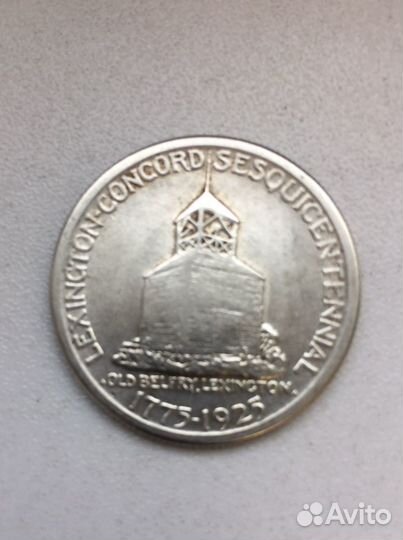 LEXINGTON-CONCORD SESQUICENTENNIAL
·OLD BELFRY, LEXINGTON·
1775-1925
Avito